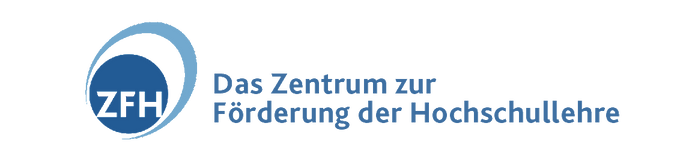 ZFH
Das Zentrum zur
Förderung der Hochschullehre